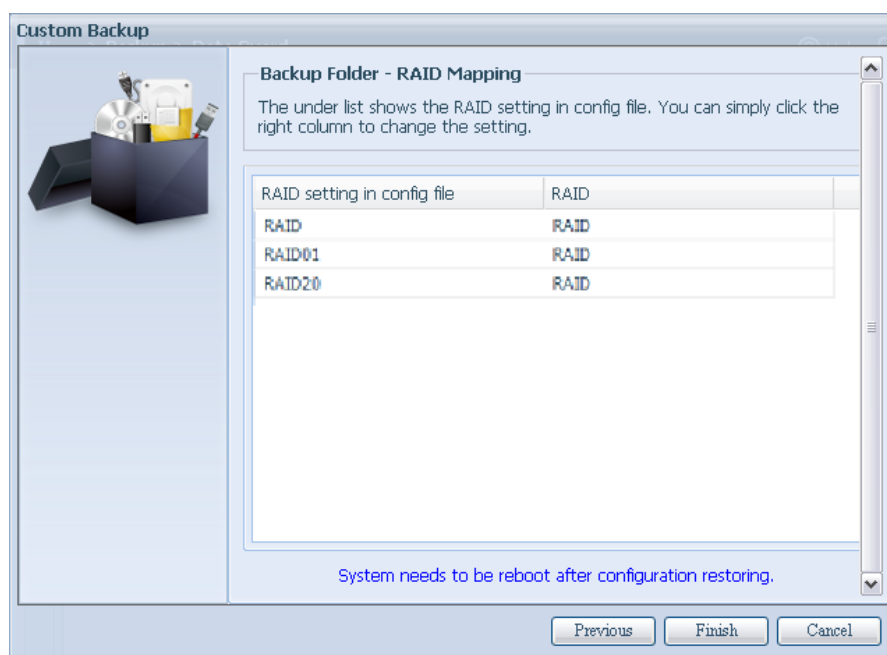 Custom Backup
Backup Folder - RAID Mapping
The under list shows the RAID setting in config file. You can simply click the
right column to change the setting.
RAID setting in config file RAID
RAID RAID
RAID01 RAID
RAID20 RAID
System needs to be reboot after configuration restoring.
Previous Finish Cancel